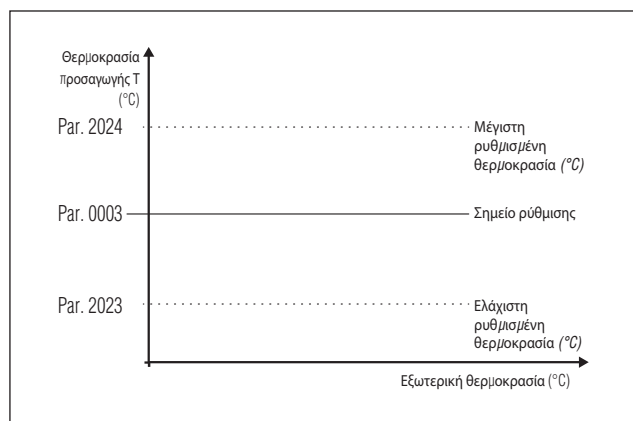 Θερμοκρασία
προσαγωγής Τ
(°C)
Par. 2024
Μέγιστη
ρυθμισμένη
θερμοκρασία (°C)
Par. 0003
Σημείο ρύθμισης
Par. 2023
Ελάχιστη
ρυθμισμένη
θερμοκρασία (°C)
Εξωτερική θερμοκρασία (°C)